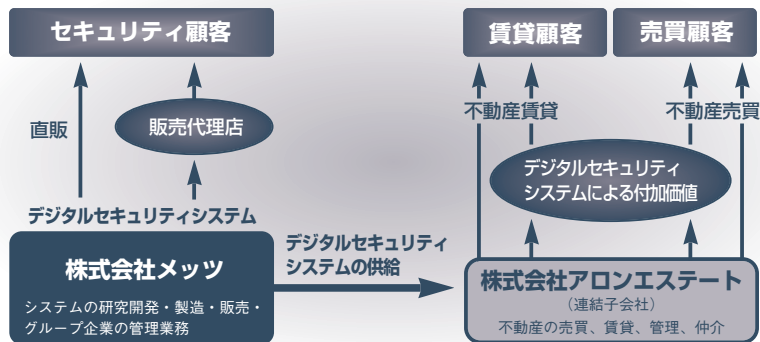 セキュリティ顧客
賃貸顧客
売買顧客
直販
販売代理店
不動産賃貸
不動産売買
デジタルセキュリティ
システムによる付加価値
デジタルセキュリティシステム
株式会社メッツ
システムの研究開発・製造・販売・
グループ企業の管理業務
デジタルセキュリティ
システムの供給
株式会社アロンエステート
(連結子会社)
不動産の売買、賃貸、管理、仲介